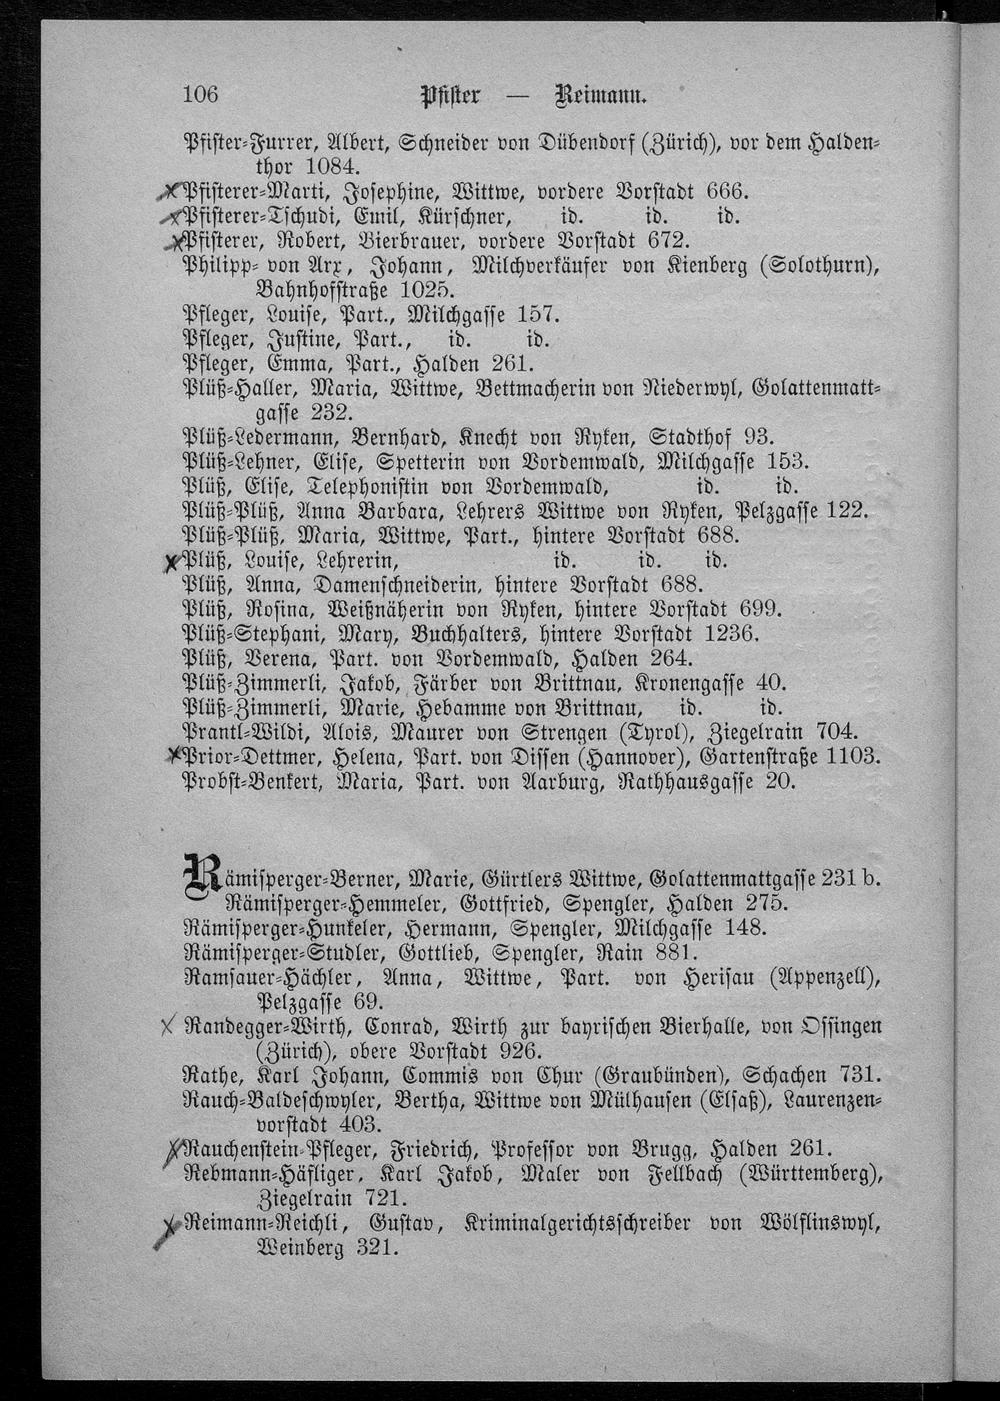 106 Pfister — Reimann.
Pfister-Furrer, Albert, Schneider von Dübendorf (Zürich), vor dem Halden-
thor 1084.
Pfisterer-Marti, Josephine, Wittwe, vordere Vorstadt 666.
Pfisterer-Tschudi, Emil, Kürschner, id. id. id.
Pfisterer, Robert, Bierbrauer, vordere Vorstadt 672.
Philipp- von Arx, Johann, Milchverkäufer von Kienberg (Solothurn),
Bahnhofstraße 1025.
Pfleger, Louise, Part., Milchgasse 157.
Pfleger, Justine, Part., id. id.
Pfleger, Emma, Part., Halden 261.
Plüß-Haller, Maria, Wittwe, Bettmacherin von Niederwyl, Golattenmatt-
gasse 232.
Plüß-Ledermann, Bernhard, Knecht von Ryken, Stadthof 93.
Plüß-Lehner, Elise, Spetterin von Vordemwald, Milchgasse 153.
Plüß, Elise, Telephonistin von Vordemwald, id. id.
Plüß-Plüß, Anna Barbara, Lehrers Wittwe von Ryken, Pelzgasse 122.
Plüß-Plüß, Maria, Wittwe, Part., hintere Vorstadt 688.
Plüß, Louise, Lehrerin, id. id. id.
Plüß, Anna, Damenschneiderin, hintere Vorstadt 688.
Plüß, Rosina, Weißnäherin von Ryken, hintere Vorstadt 699.
Plüß-Stephani, Mary, Buchhalters, hintere Vorstadt 1236.
Plüß, Verena, Part. von Vordemwald, Halden 264.
Plüß-Zimmerli, Jakob, Färber von Brittnau, Kronengasse 40.
Plüß-Zimmerli, Marie, Hebamme von Brittnau, id. id.
Prantl-Wildi, Alois, Maurer von Strengen (Tyrol), Ziegelrain 704.
Prior-Dettmer, Helena, Part. von Dissen (Hannover), Gartenstraße 1103.
Probst-Benkert, Maria, Part. von Aarburg, Rathhausgasse 20.
Rämisperger-Berner, Marie, Gürtlers Wittwe, Golattenmattgasse 231 b.
Rämisperger-Hemmeler, Gottfried, Spengler, Halden 275.
Rämisperger-Hunkeler, Hermann, Spengler, Milchgasse 148.
Rämisperger-Studler, Gottlieb, Spengler, Rain 881.
Ramsauer-Hächler, Anna, Wittwe, Part. von Herisau (Appenzell),
Pelzgasse 69.
Randegger-Wirth, Conrad, Wirth zur bayrischen Bierhalle, von Ossingen
(Zürich), obere Vorstadt 926.
Rathe, Karl Johann, Commis von Chur (Graubünden), Schachen 731.
Rauch-Baldeschwyler, Bertha, Wittwe von Mülhausen (Elsaß), Laurenzen-
vorstadt 403.
Rauchenstein-Pfleger, Friedrich, Professor von Brugg, Halden 261.
Rebmann-Häfliger, Karl Jakob, Maler von Fellbach (Württemberg),
Ziegelrain 721.
Reimann-Reichli, Gustav, Kriminalgerichtsschreiber von Wölflinswyl,
Weinberg 321.